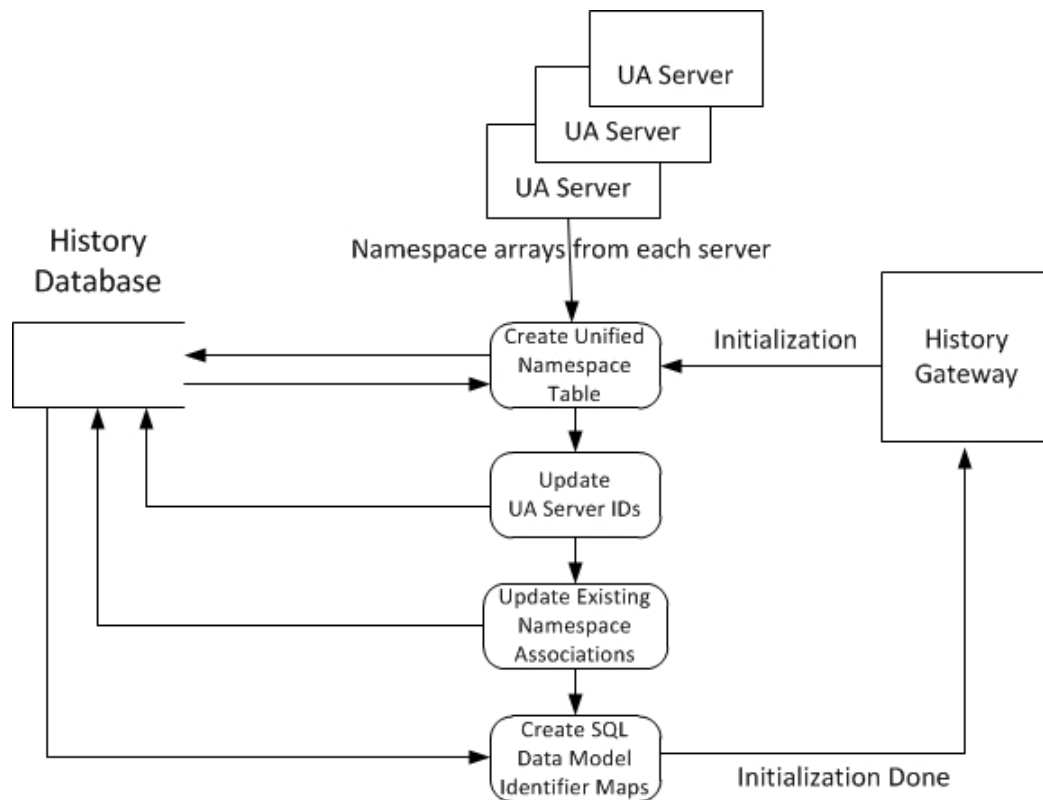 UA Server
UA Server
UA Server
Namespace arrays from each server
History
Database
Create Unified
Namespace
Table
Initialization
History
Gateway
Update
UA Server IDs
Update Existing
Namespace
Associations
Create SQL
Data Model
Identifier Maps
Initialization Done